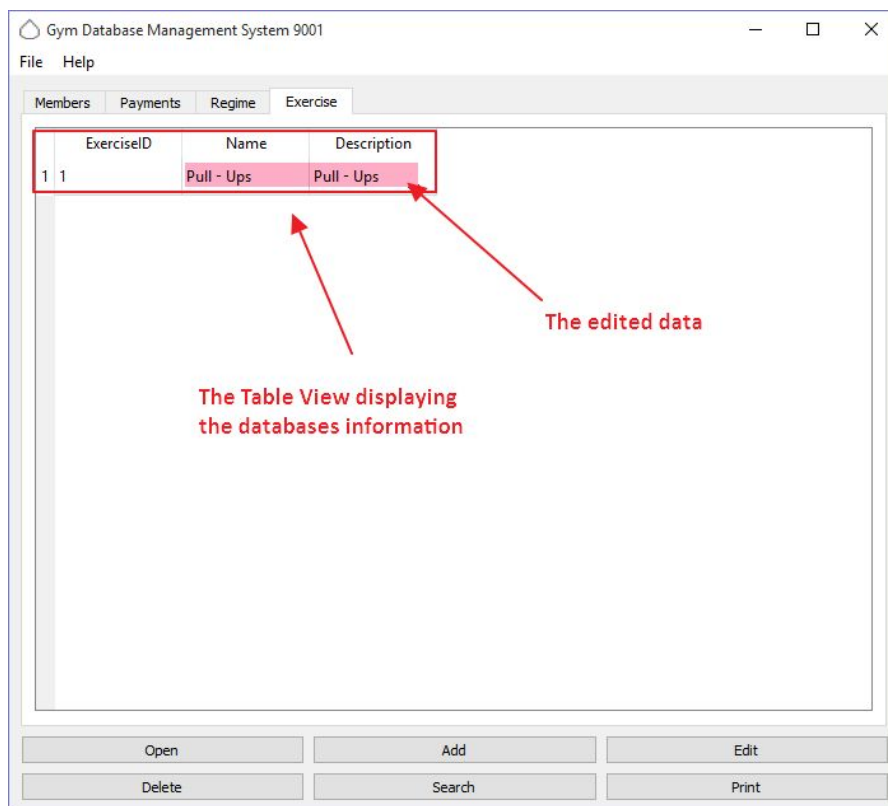 Gym Database Management System 9001
File Help
Members Payments Regime Exercise
ExerciseID Name Description
1 1 Pull - Ups Pull - Ups
The edited data
The Table View displaying
the databases information
Open Add Edit
Delete Search Print